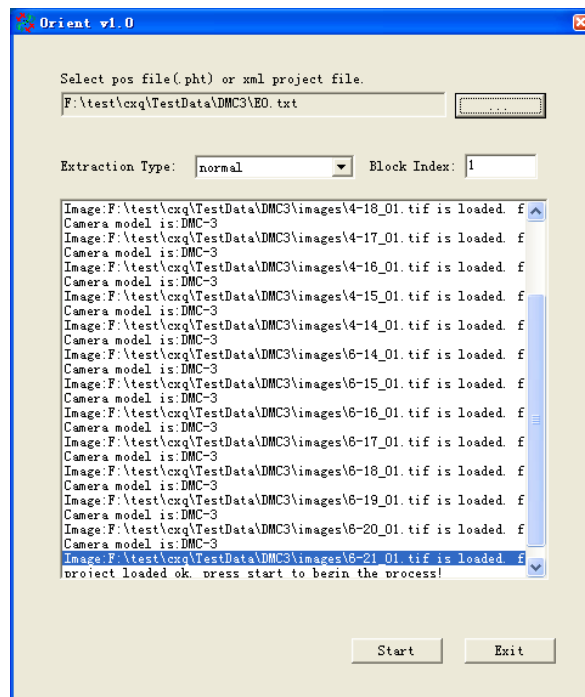 Orient v1.0
Select pos file(.pht) or xml project file.
F:\test\cxq\TestData\DMC3\EO.txt
...
Extraction Type: normal Block Index: 1
Image:F:\test\cxq\TestData\DMC3\images\4-18_01.tif is loaded. f
Camera model is:DMC-3
Image:F:\test\cxq\TestData\DMC3\images\4-17_01.tif is loaded. f
Camera model is:DMC-3
Image:F:\test\cxq\TestData\DMC3\images\4-16_01.tif is loaded. f
Camera model is:DMC-3
Image:F:\test\cxq\TestData\DMC3\images\4-15_01.tif is loaded. f
Camera model is:DMC-3
Image:F:\test\cxq\TestData\DMC3\images\4-14_01.tif is loaded. f
Camera model is:DMC-3
Image:F:\test\cxq\TestData\DMC3\images\6-14_01.tif is loaded. f
Camera model is:DMC-3
Image:F:\test\cxq\TestData\DMC3\images\6-15_01.tif is loaded. f
Camera model is:DMC-3
Image:F:\test\cxq\TestData\DMC3\images\6-16_01.tif is loaded. f
Camera model is:DMC-3
Image:F:\test\cxq\TestData\DMC3\images\6-17_01.tif is loaded. f
Camera model is:DMC-3
Image:F:\test\cxq\TestData\DMC3\images\6-18_01.tif is loaded. f
Camera model is:DMC-3
Image:F:\test\cxq\TestData\DMC3\images\6-19_01.tif is loaded. f
Camera model is:DMC-3
Image:F:\test\cxq\TestData\DMC3\images\6-20_01.tif is loaded. f
Camera model is:DMC-3
Image:F:\test\cxq\TestData\DMC3\images\6-21_01.tif is loaded. f
project loaded ok. press start to begin the process!
Start Exit